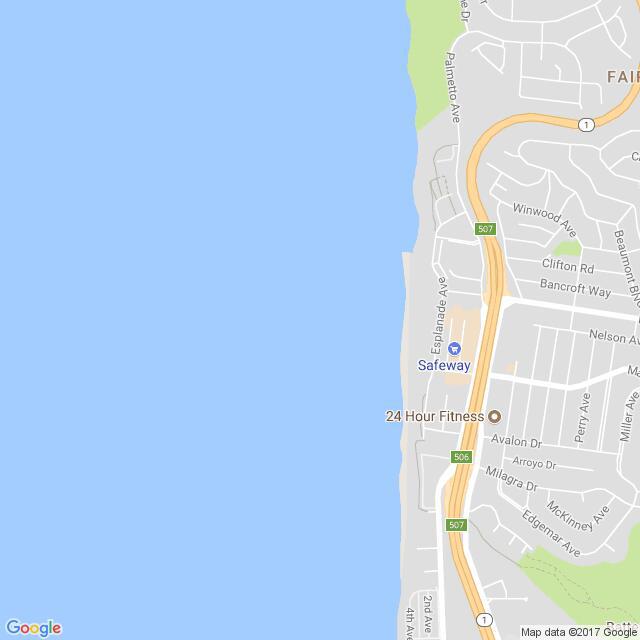 Palmetto Ave
FAIR
1
Winwood Ave
507
Clifton Rd
Beaumont Blvd
Bancroft Way
Esplanade Ave
Nelson Av
Safeway
Ma
24 Hour Fitness
Perry Ave
Miller Ave
Avalon Dr
506
Arroyo Dr
Milagra Dr
McKinney Ave
507
Edgemar Ave
2nd Ave
4th Ave
1
Google
Map data ©2017 Google